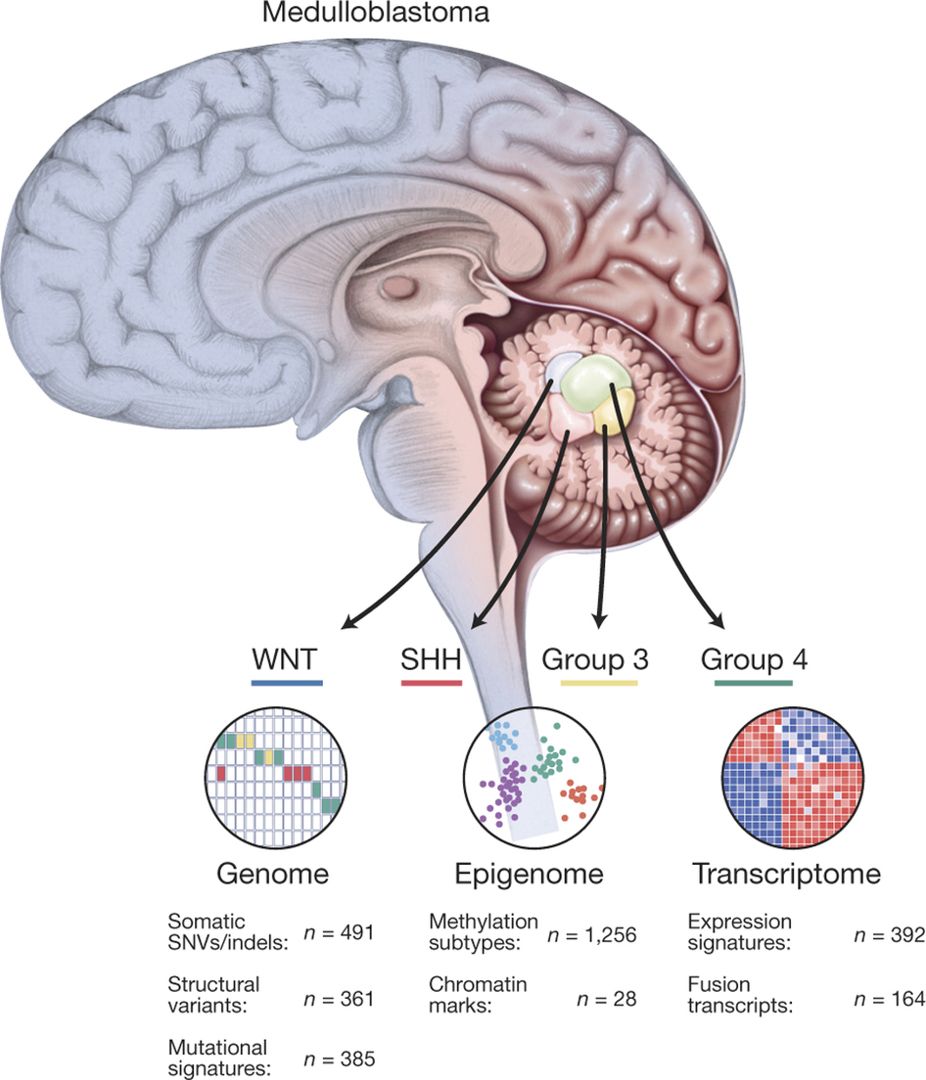 Medulloblastoma
WNT
SHH
Group 3
Group 4
Genome
Epigenome
Transcriptome
Somatic
SNVs/indels: n = 491
Structural
variants: n = 361
Mutational
signatures: n = 385
Methylation
subtypes: n = 1,256
Chromatin
marks: n = 28
Expression
signatures: n = 392
Fusion
transcripts: n = 164